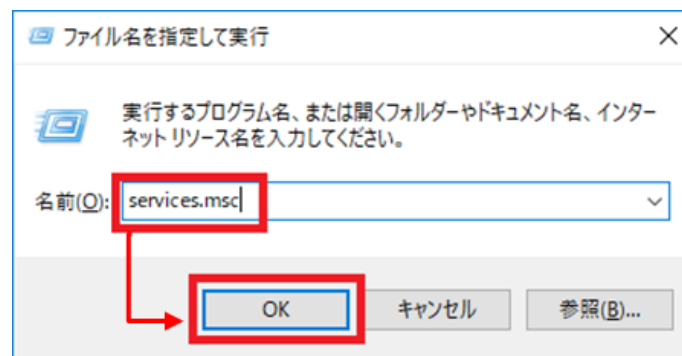 ファイル名を指定して実行
実行するプログラム名、または開くフォルダーやドキュメント名、インター
ネット リソース名を入力してください。
名前(O): services.msc
OK キャンセル 参照(B)...